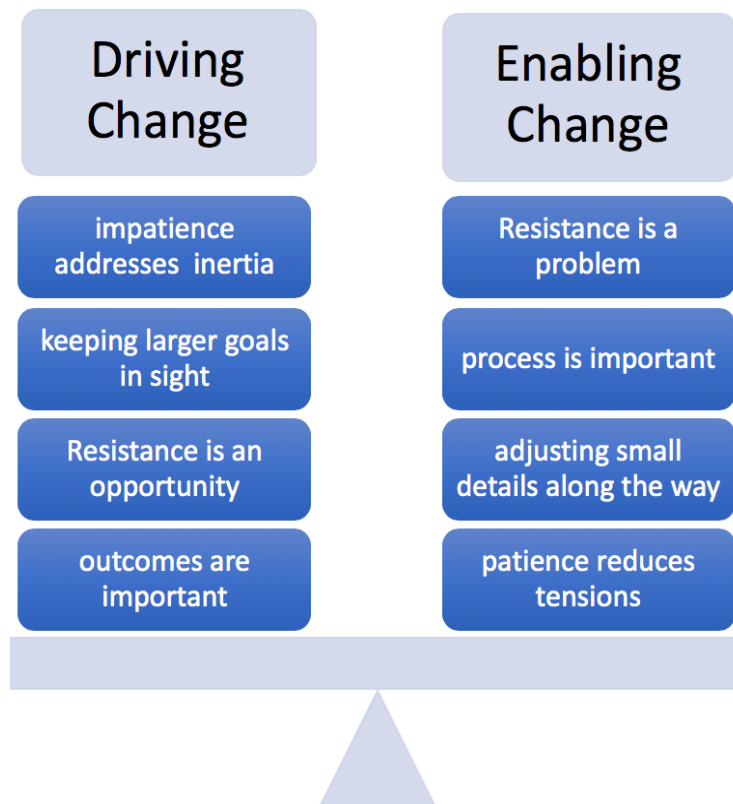 Driving
Change
impatience
addresses  inertia
keeping larger goals
in sight
Resistance is an
opportunity
outcomes are
important
Enabling
Change
Resistance is a
problem
process is important
adjusting small
details along the way
patience reduces
tensions